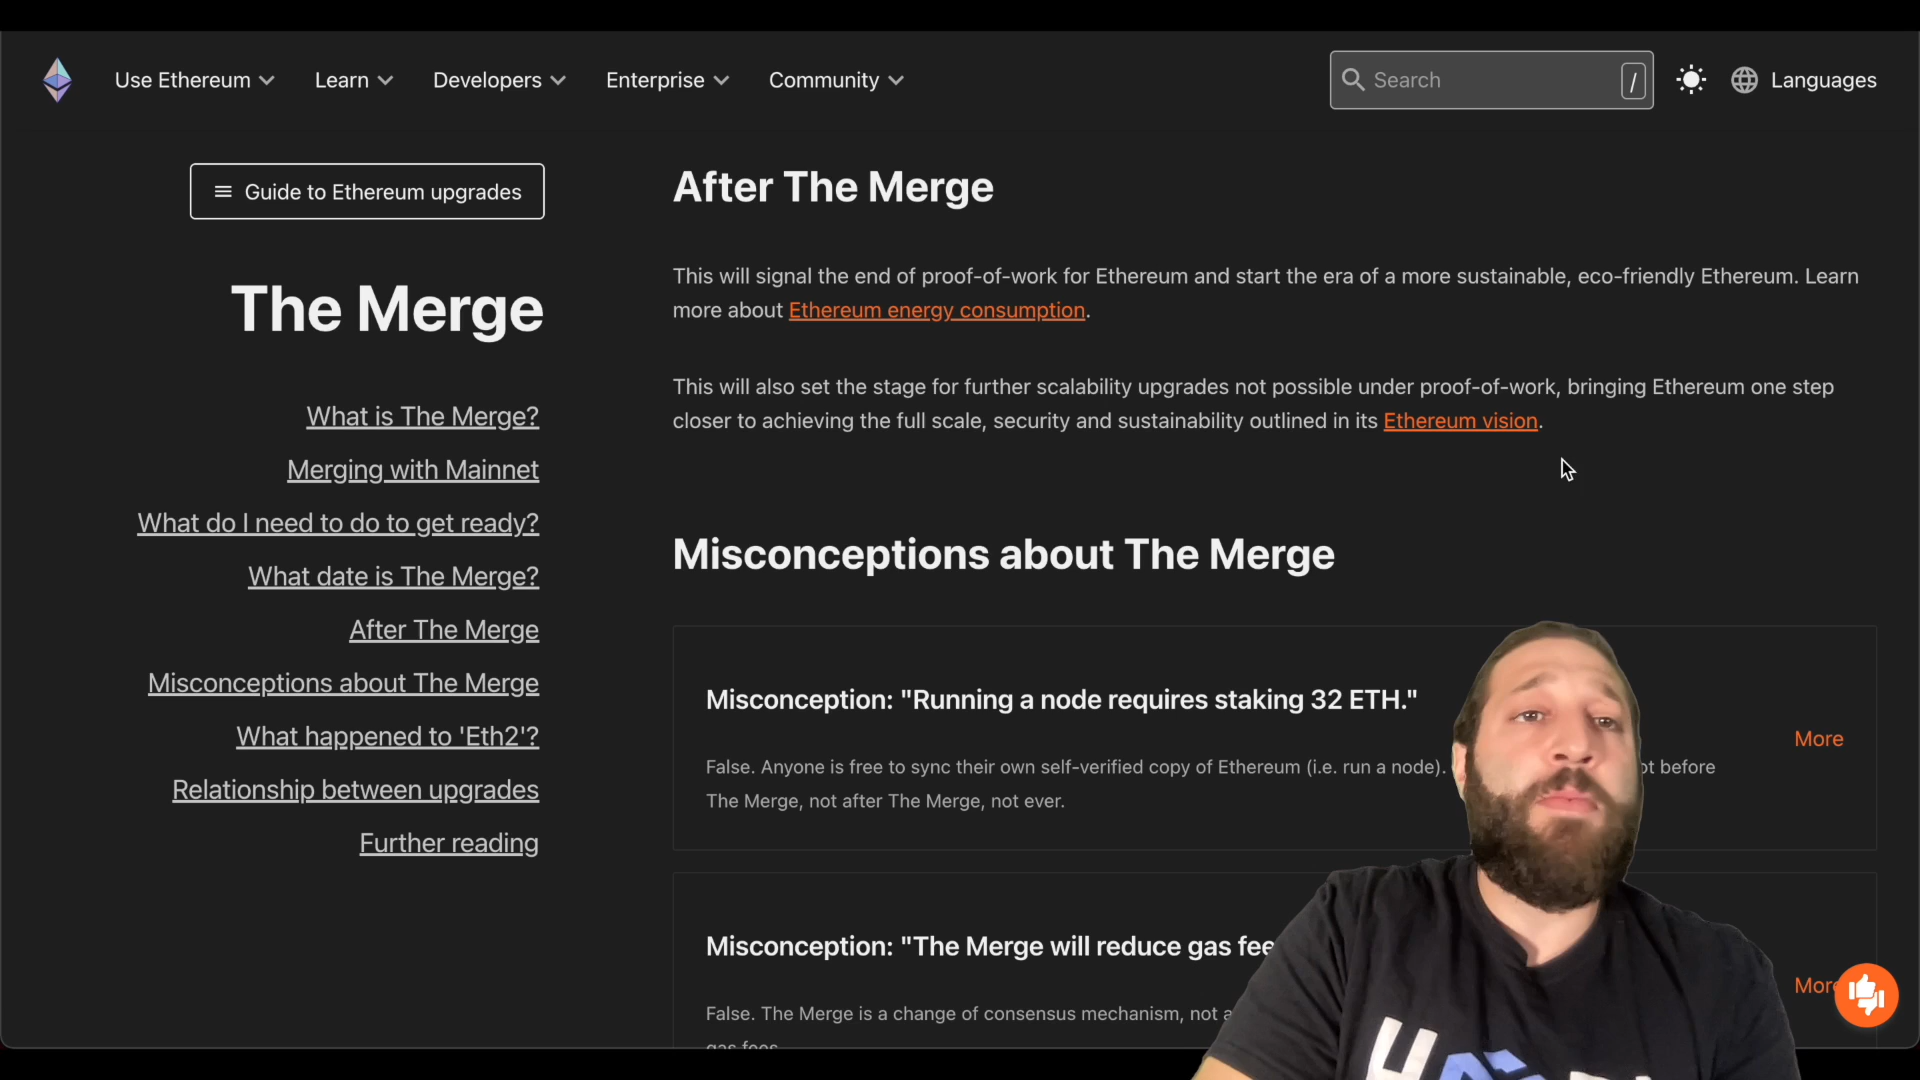 Use Ethereum
Learn
Developers
Enterprise
Community
Search
/
Languages
Guide to Ethereum upgrades
The Merge
What is The Merge?
Merging with Mainnet
What do I need to do to get ready?
What date is The Merge?
After The Merge
Misconceptions about The Merge
What happened to 'Eth2'?
Relationship between upgrades
Further reading
After The Merge
This will signal the end of proof-of-work for Ethereum and start the era of a more sustainable, eco-friendly Ethereum. Learn
more about Ethereum energy consumption.
This will also set the stage for further scalability upgrades not possible under proof-of-work, bringing Ethereum one step
closer to achieving the full scale, security and sustainability outlined in its Ethereum vision.
Misconceptions about The Merge
Misconception: "Running a node requires staking 32 ETH."
False. Anyone is free to sync their own self-verified copy of Ethereum (i.e. run a node). before
The Merge, not after The Merge, not ever.
More
Misconception: "The Merge will reduce gas
False. The Merge is a change of consensus mechanism, not
gas fees
More